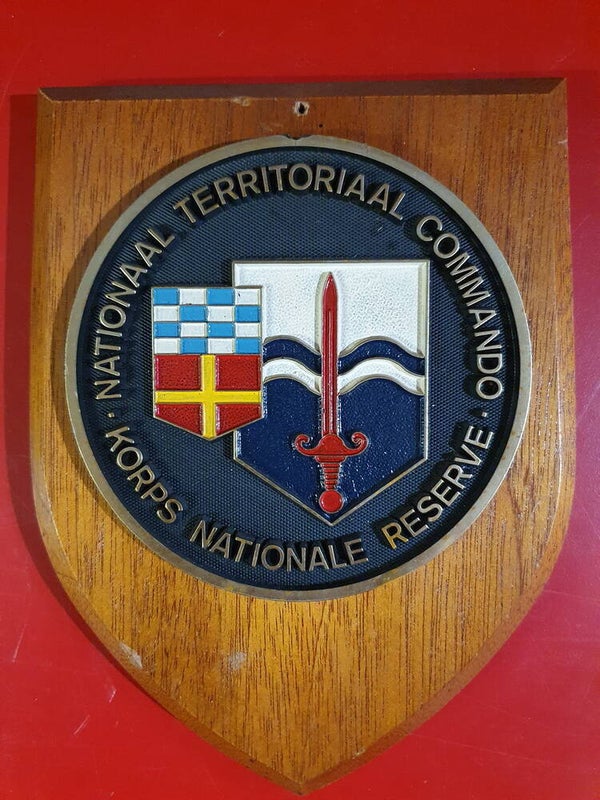 NATIONAAL TERRITORIAAL COMMANDO
KORPS NATIONALE RESERVE